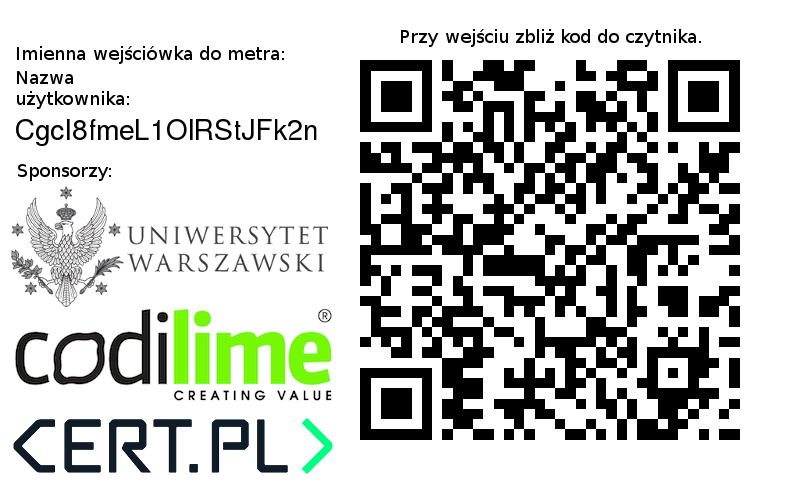 Imienna wejściówka do metra:
Nazwa
użytkownika:
CgcI8fmeL1OIRStJFk2n
Sponsorzy:
UNIWERSYTET
WARSZAWSKI
codilime®
CREATING VALUE
CERT.PL
Przy wejściu zbliż kod do czytnika.